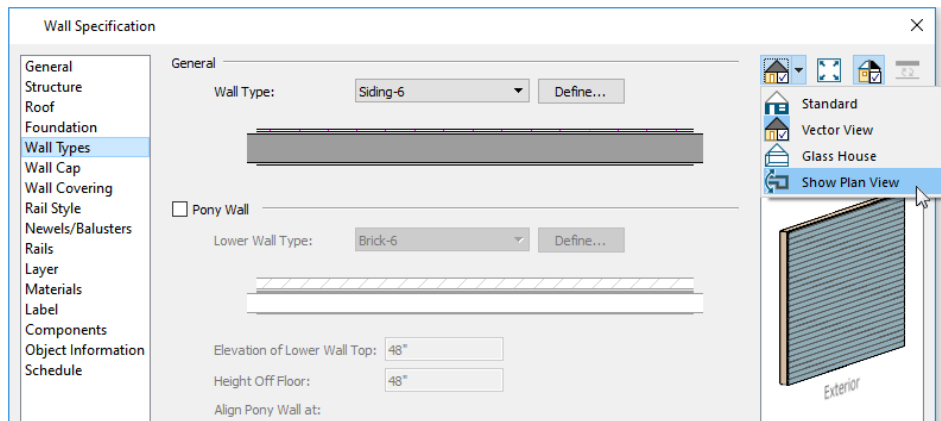 Wall Specification
General
Structure
Roof
Foundation
Wall Types
Wall Cap
Wall Covering
Rail Style
Newels/Balusters
Rails
Layer
Materials
Label
Components
Object Information
Schedule
General
Wall Type: Siding-6 Define...
Pony Wall
Lower Wall Type: Brick-6 Define...
Elevation of Lower Wall Top: 48"
Height Off Floor: 48"
Align Pony Wall at:
Standard
Vector View
Glass House
Show Plan View
Exterior